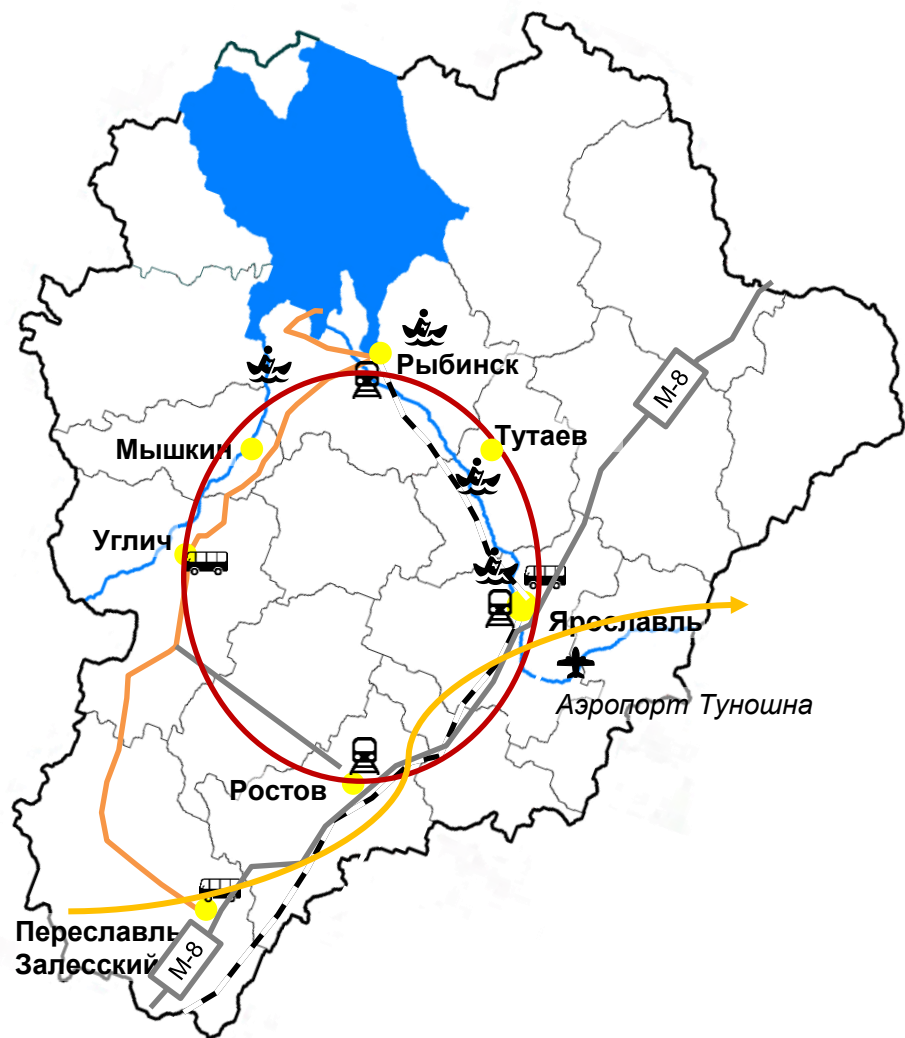 Рыбинск
М-8
Тутаев
Мышкин
Углич
Ярославль
Аэропорт Туношна
Ростов
Переславль
Залесский
М-8